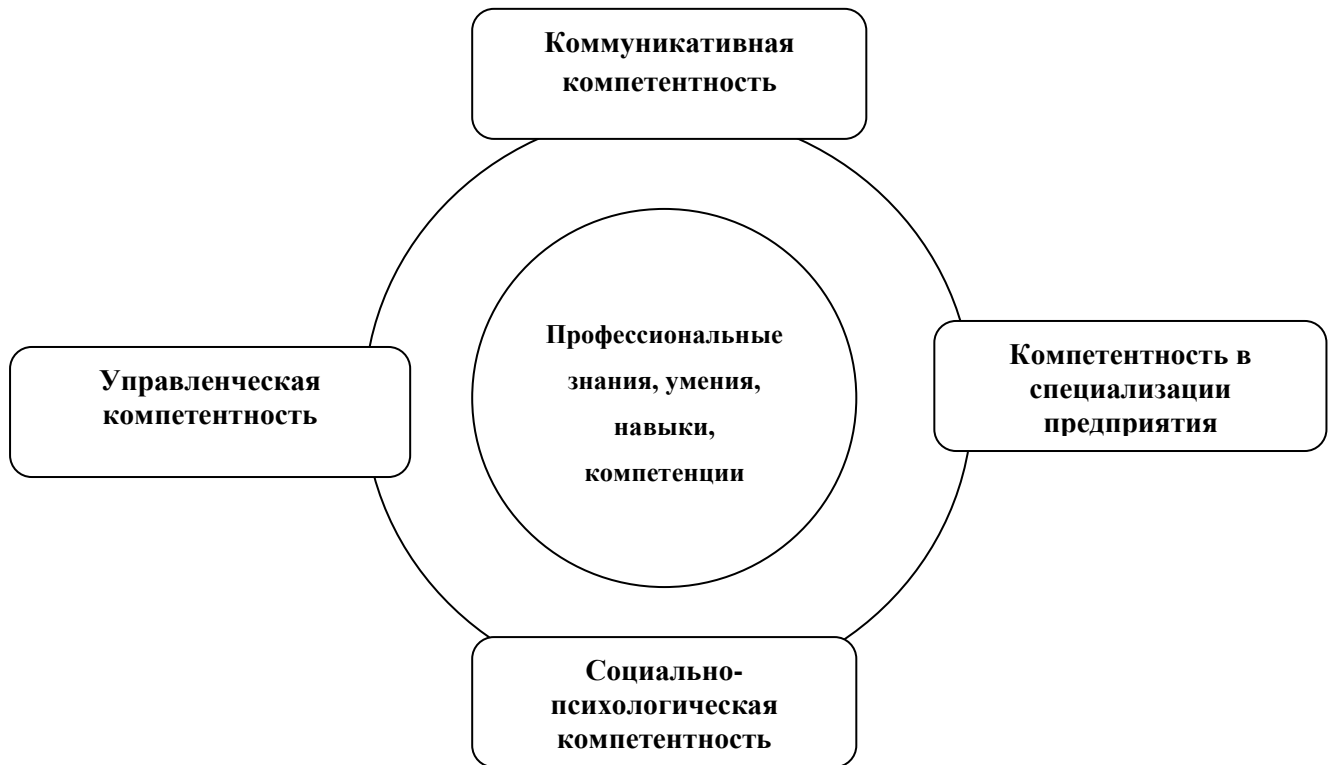 Коммуникативная
компетентность
Профессиональные
знания, умения,
навыки,
компетенции
Управленческая
компетентность
Компетентность в
специализации
предприятия
Социально-
психологическая
компетентность